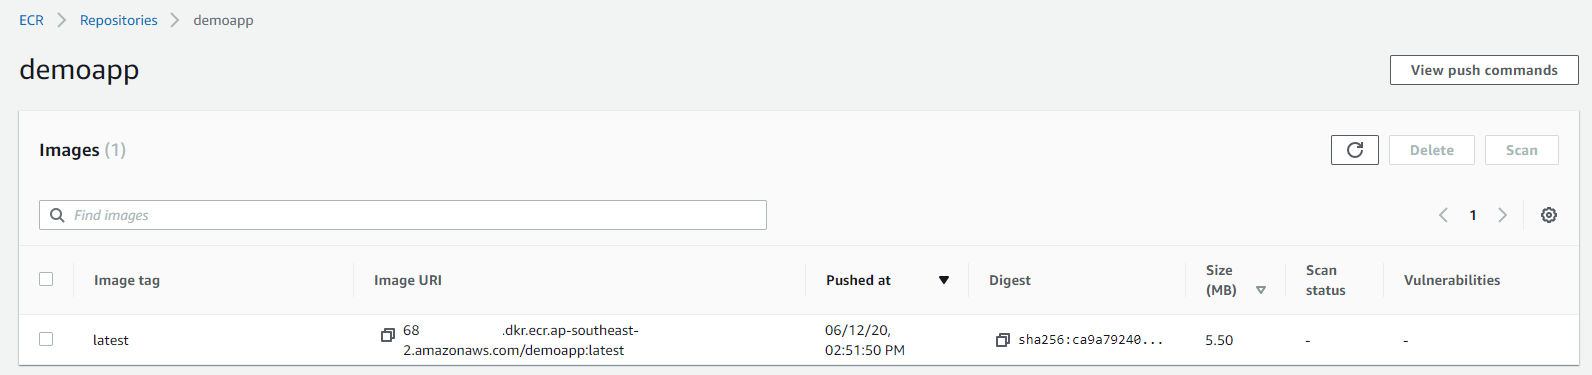 ECR > Repositories > demoapp
demoapp
View push commands
Images (1)
Delete
Scan
Find images
1
Image tag
Image URI
Pushed at
Digest
Size
(MB)
Scan
status
Vulnerabilities
latest
68 .dkr.ecr.ap-southeast-
2.amazonaws.com/demoapp:latest
06/12/20,
02:51:50 PM
sha256:ca9a79240...
5.50
-
-